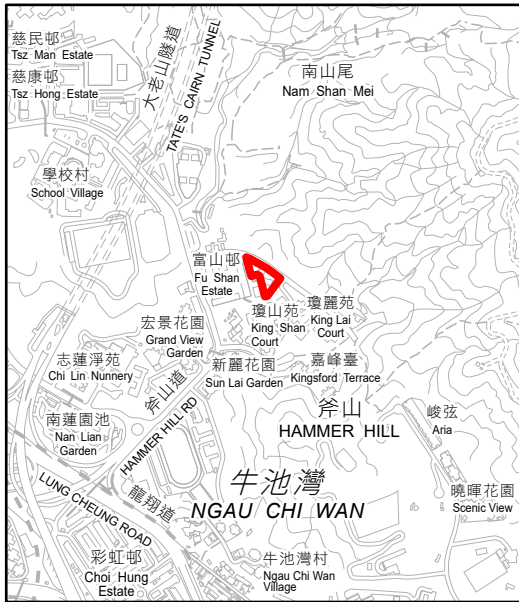 慈民邨
Tsz Man Estate
慈康邨
Tsz Hong Estate
大老山隧道
TATE'S CAIRN TUNNEL
南山尾
Nam Shan Mei
學校村
School Village
富山邨
Fu Shan
Estate
瓊山苑
King Shan
Court
瓊麗苑
King Lai
Court
宏景花園
Grand View
Garden
志蓮淨苑
Chi Lin Nunnery
新麗花園
Sun Lai Garden
嘉峰臺
Kingsford Terrace
斧山道
HAMMER HILL RD
斧山
HAMMER HILL
峻弦
Aria
南蓮園池
Nan Lian
Garden
牛池灣
NGAU CHI WAN
曉暉花園
Scenic View
龍翔道
LUNG CHEUNG ROAD
彩虹邨
Choi Hung
Estate
牛池灣村
Ngau Chi Wan
Village